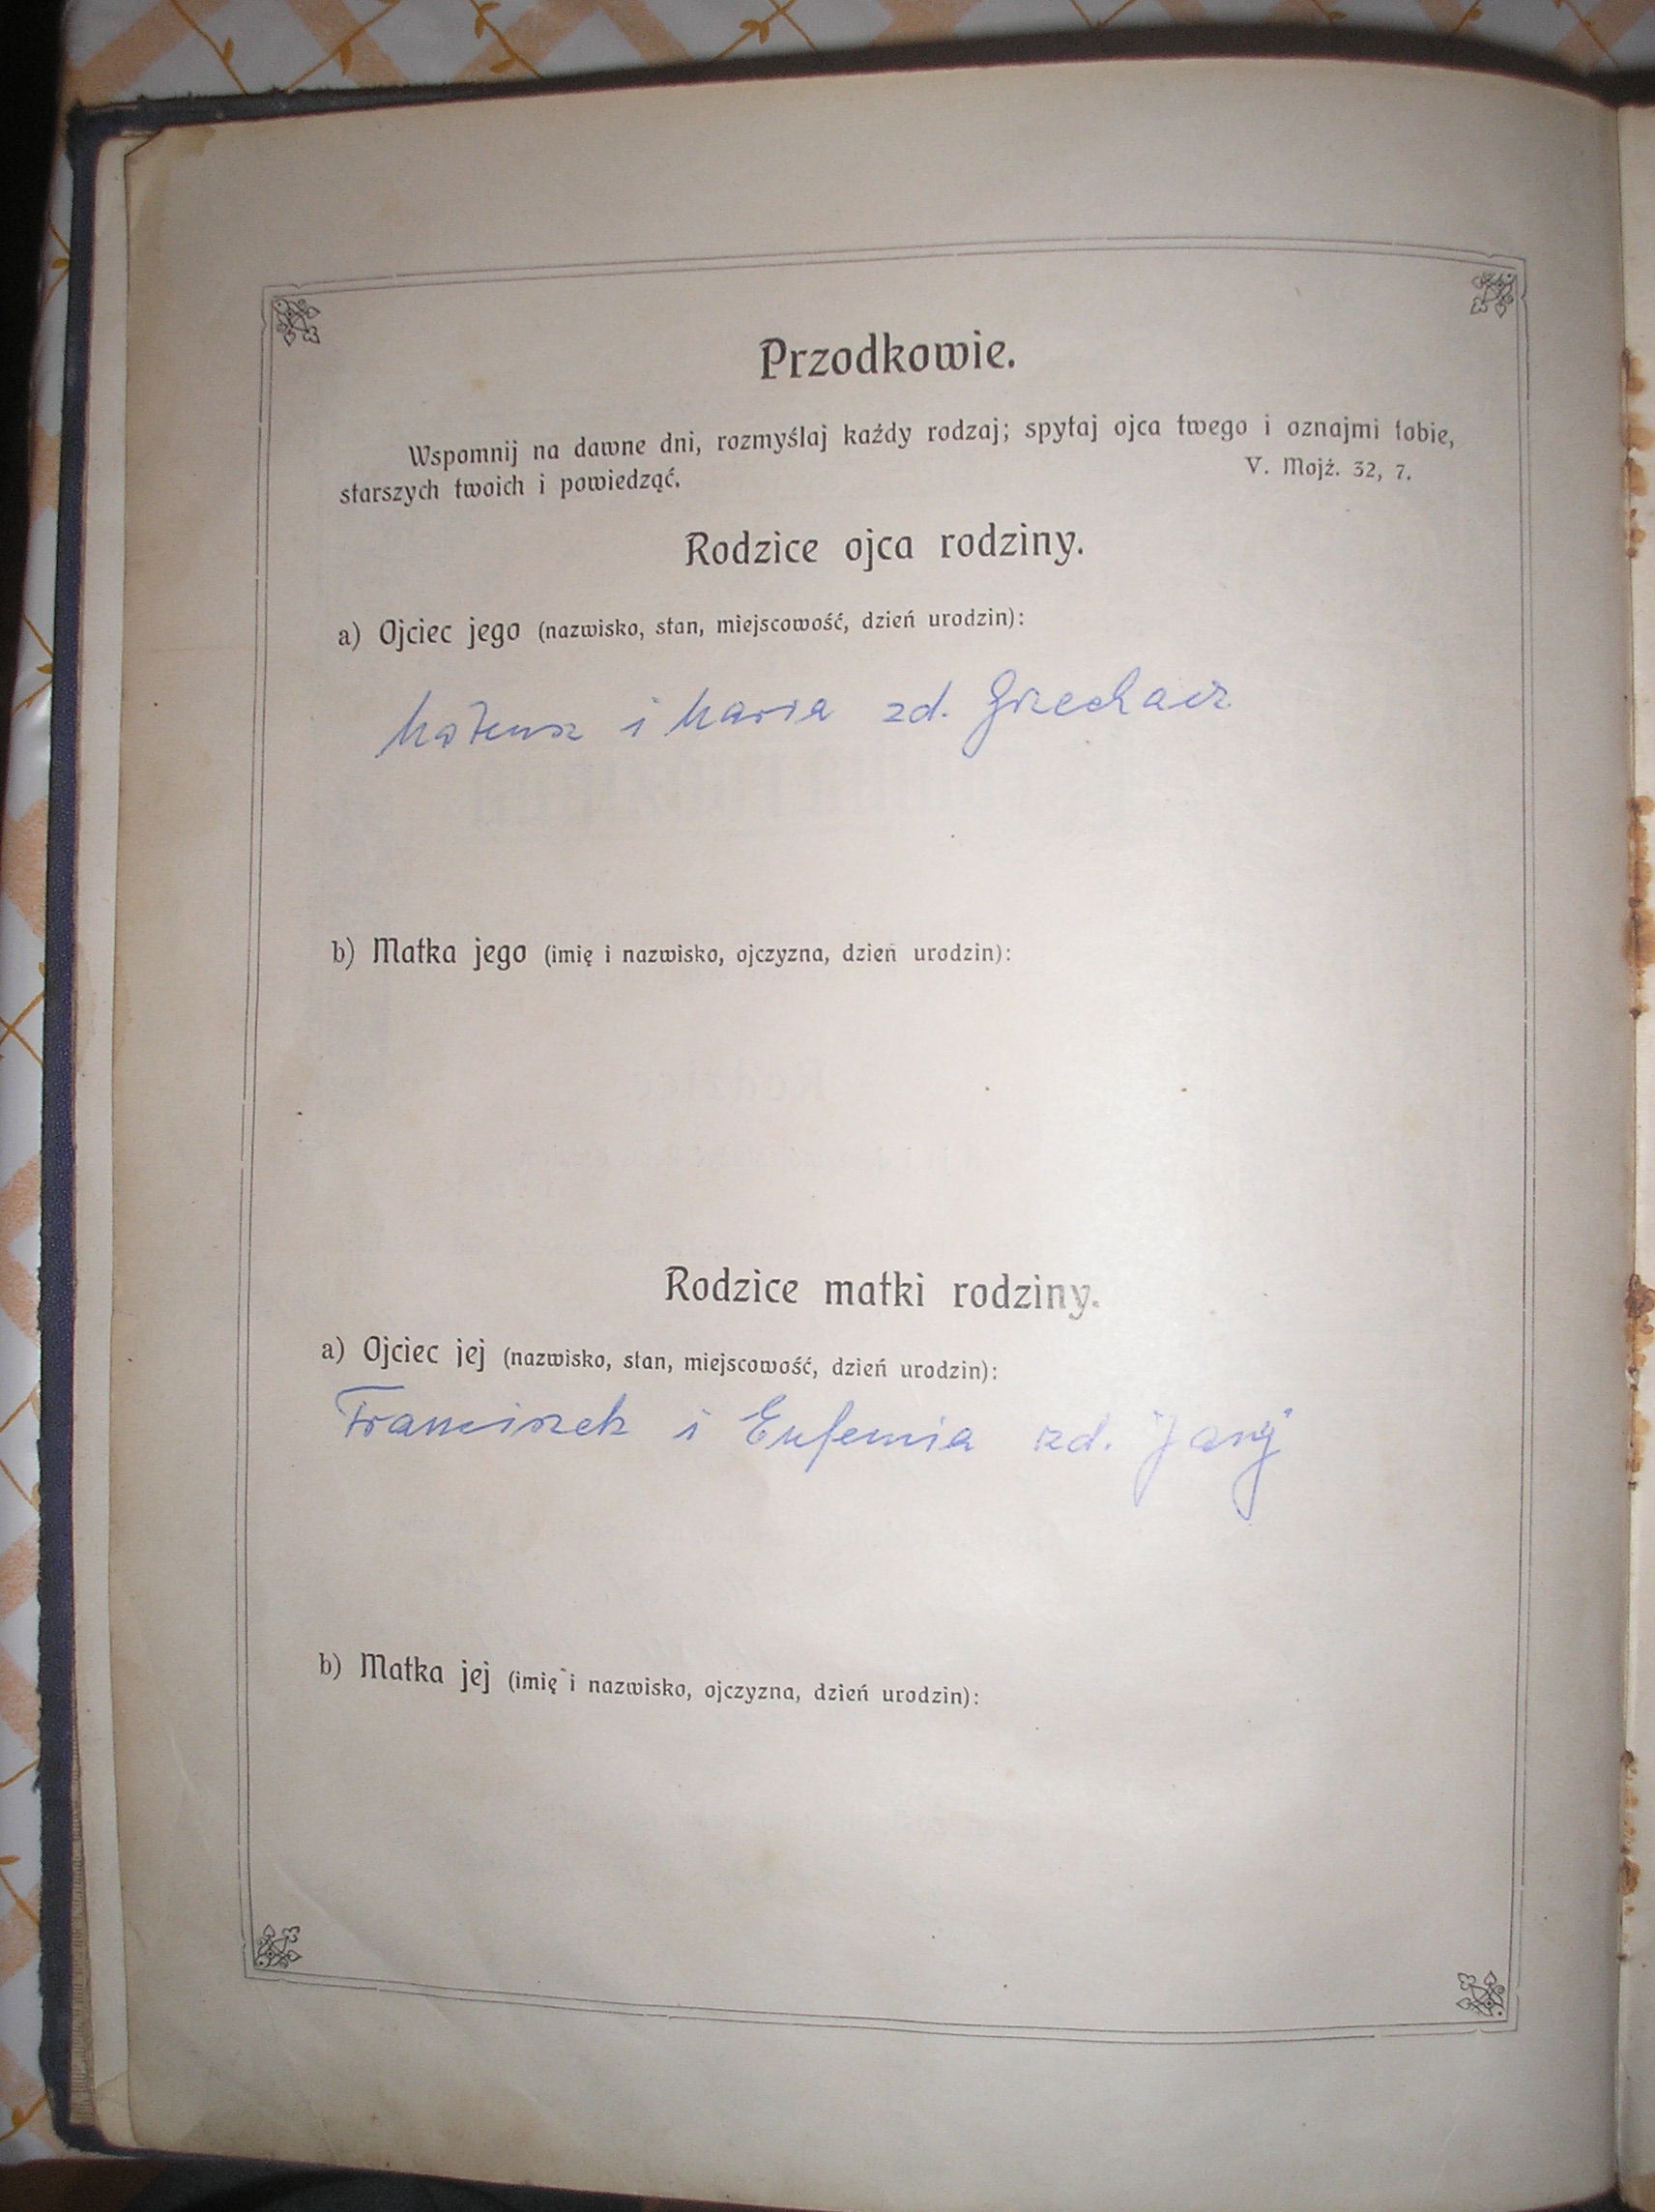 Przodkowie.
Wspomnij na dawne dni, rozmyślaj każdy rodzaj; spytaj ojca twego i oznajmi tobie,
starszych twoich i powiedząć. V. Mojż. 32, 7.
Rodzice ojca rodziny.
a) Ojciec jego (nazwisko, stan, miejscowość, dzień urodzin):
Mateusz i Maria zd. Grzechacz
b) Matka jego (imię i nazwisko, ojczyzna, dzień urodzin):
Rodzice matki rodziny.
a) Ojciec jej (nazwisko, stan, miejscowość, dzień urodzin):
Franciszek i Eufemia zd.
b) Matka jej (imię i nazwisko, ojczyzna, dzień urodzin):